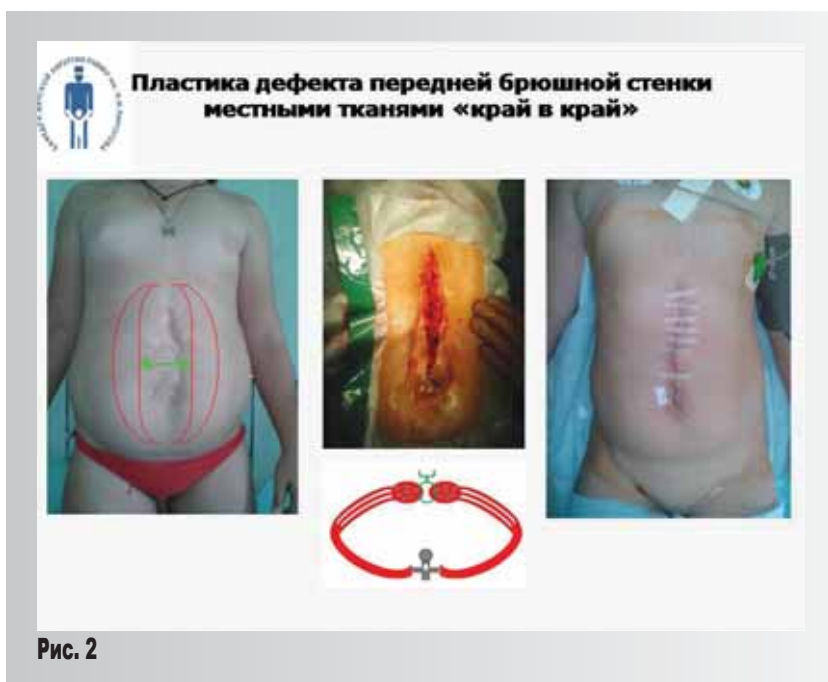 Пластика дефекта передней брюшной стенки
местными тканями «край в край»
Рис. 2